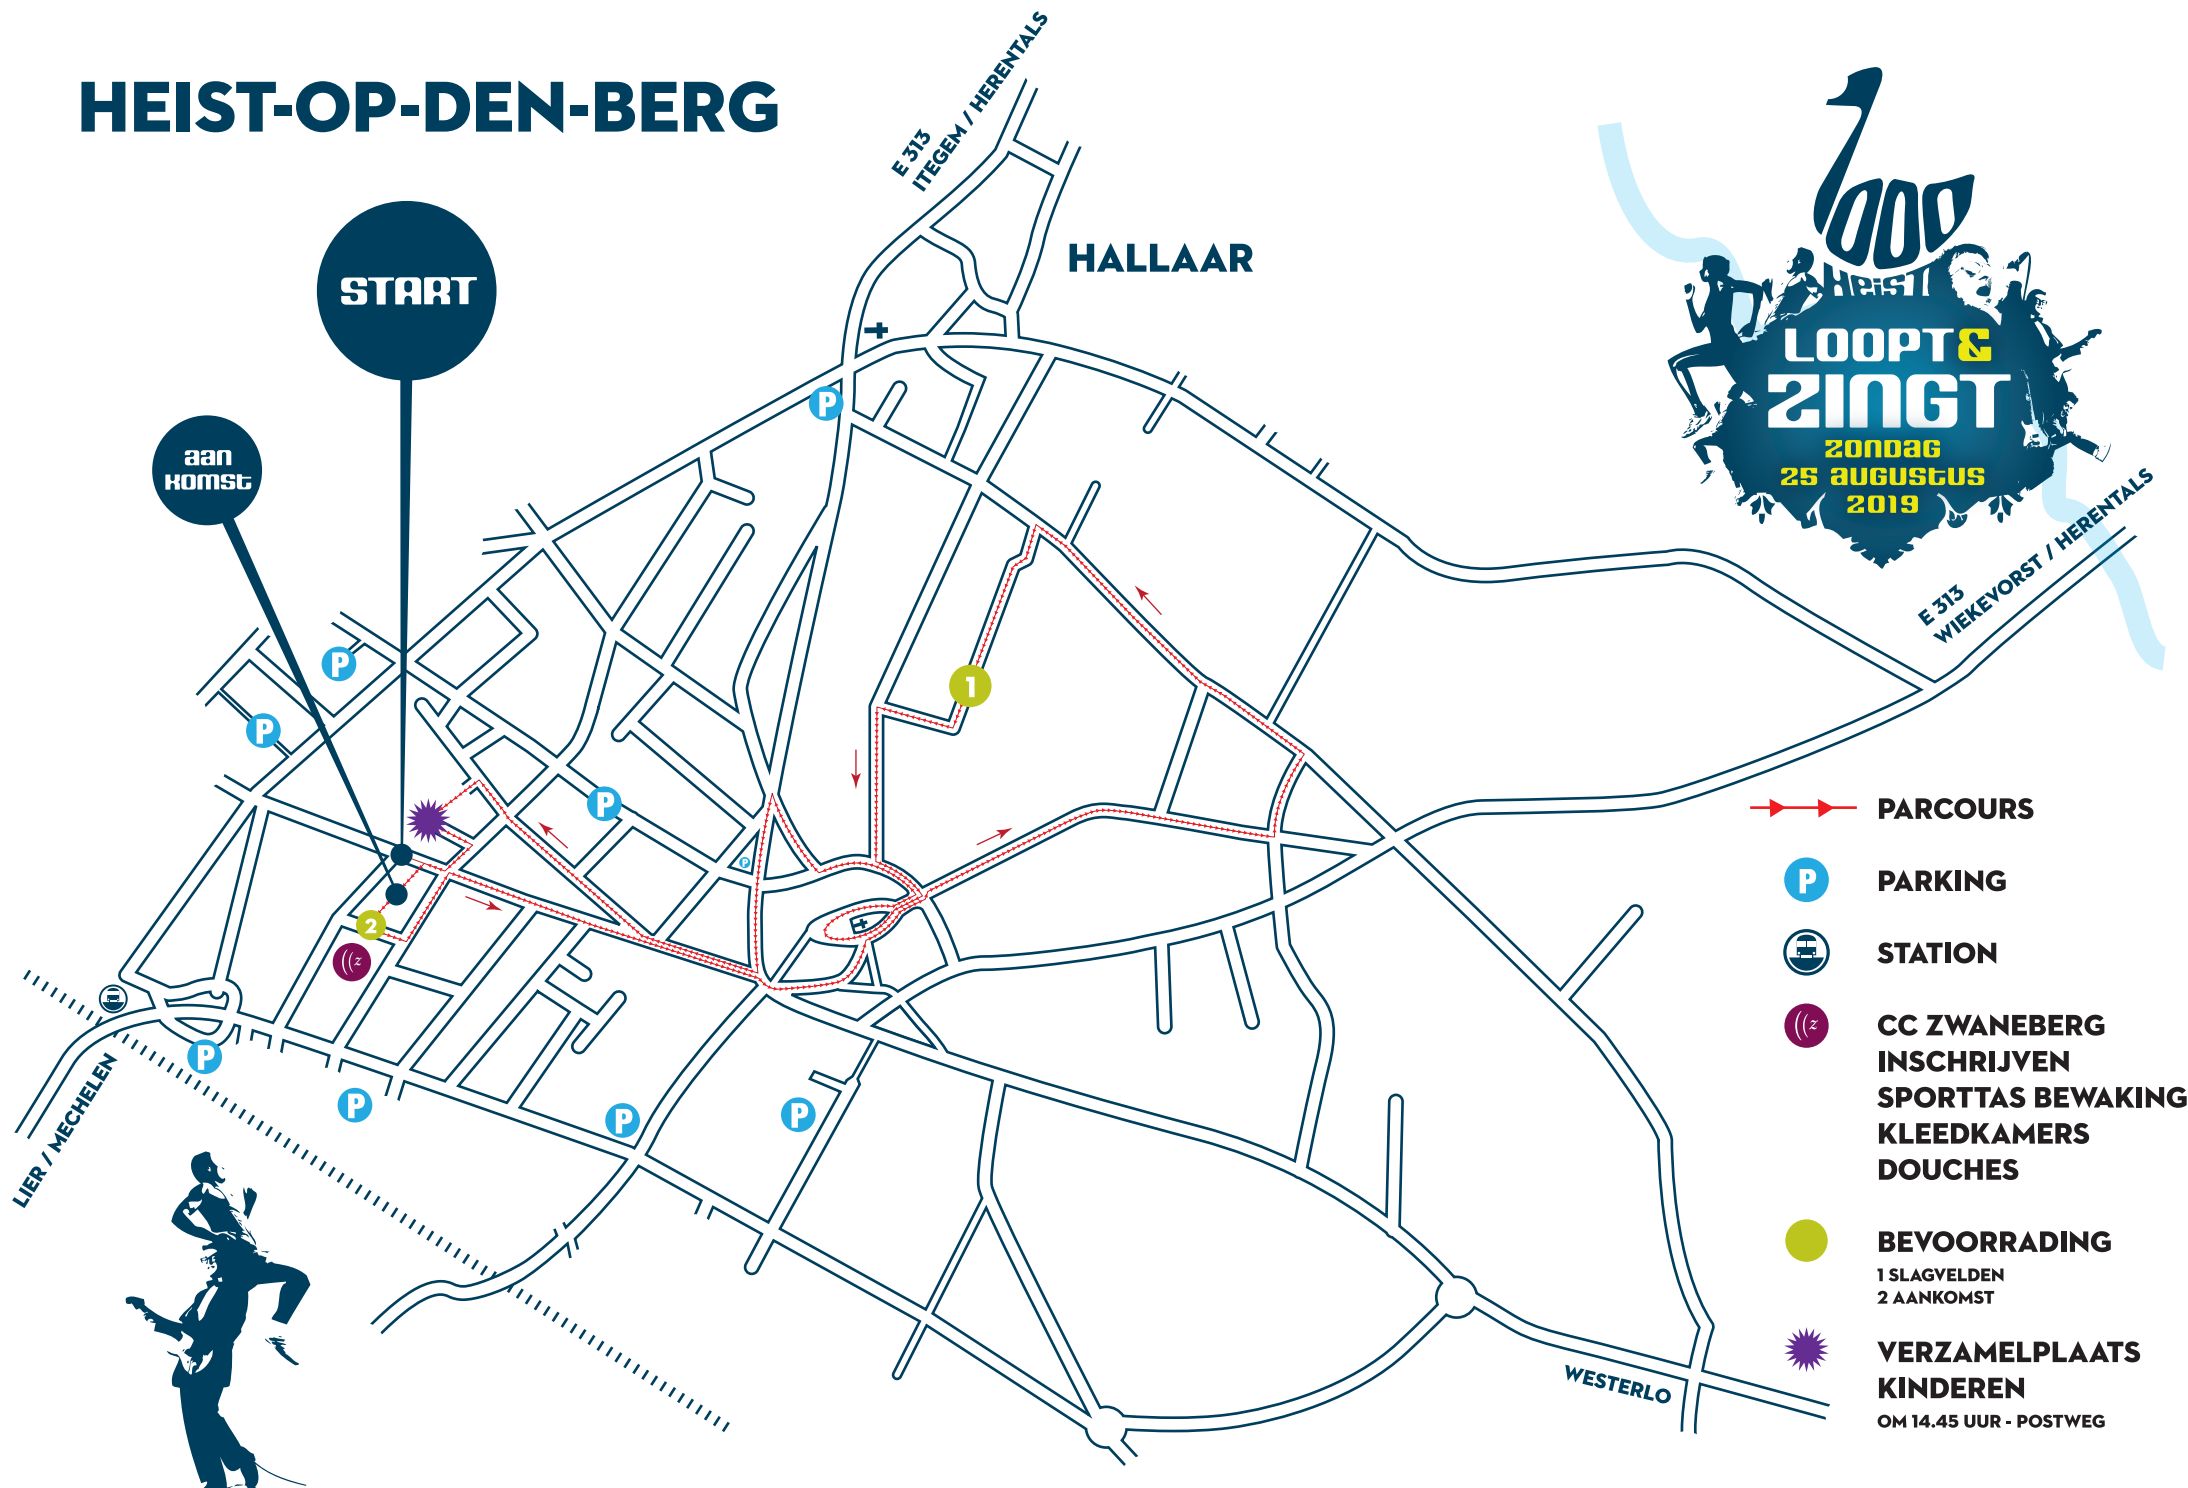 HEIST-OP-DEN-BERG
START
aan
komst
E 313
ITEGEM / HERENTALS
HALLAAR
1000
HEIST
LOOPT&
ZINGT
ZONDAG
25 AUGUSTUS
2019
E 313
WIEKEVORST / HERENTALS
P
P
P
P
P
1
2
((z
P
P
P
P
LIER / MECHELEN
WESTERLO
PARCOURS
P PARKING
STATION
((z CC ZWANEBERG
INSCHRIJVEN
SPORTTAS BEWAKING
KLEEDKAMERS
DOUCHES
BEVOORRADING
1 SLAGVELDEN
2 AANKOMST
VERZAMELPLAATS
KINDEREN
OM 14.45 UUR - POSTWEG